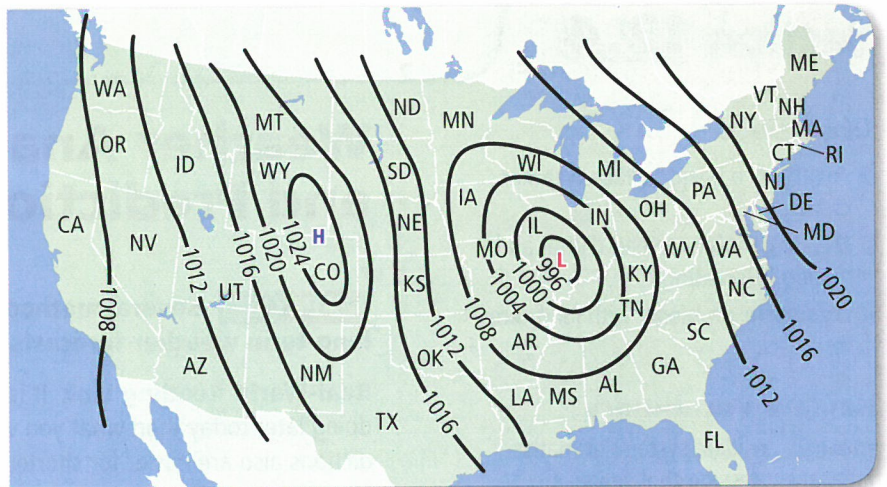 ME
WA
VT
NH
ND
MT
MN
NY
MA
OR
CT
RI
ID
WY
SD
WI
MI
PA
NJ
IA
DE
CA
NE
IL
IN
OH
MD
NV
H
MO
L
WV
VA
UT
CO
KS
KY
NC
TN
AZ
NM
OK
AR
SC
GA
TX
LA
MS
AL
FL
1008
1012
1016
1020
1024
1012
1016
1008
1004
1000
996
1012
1016
1020